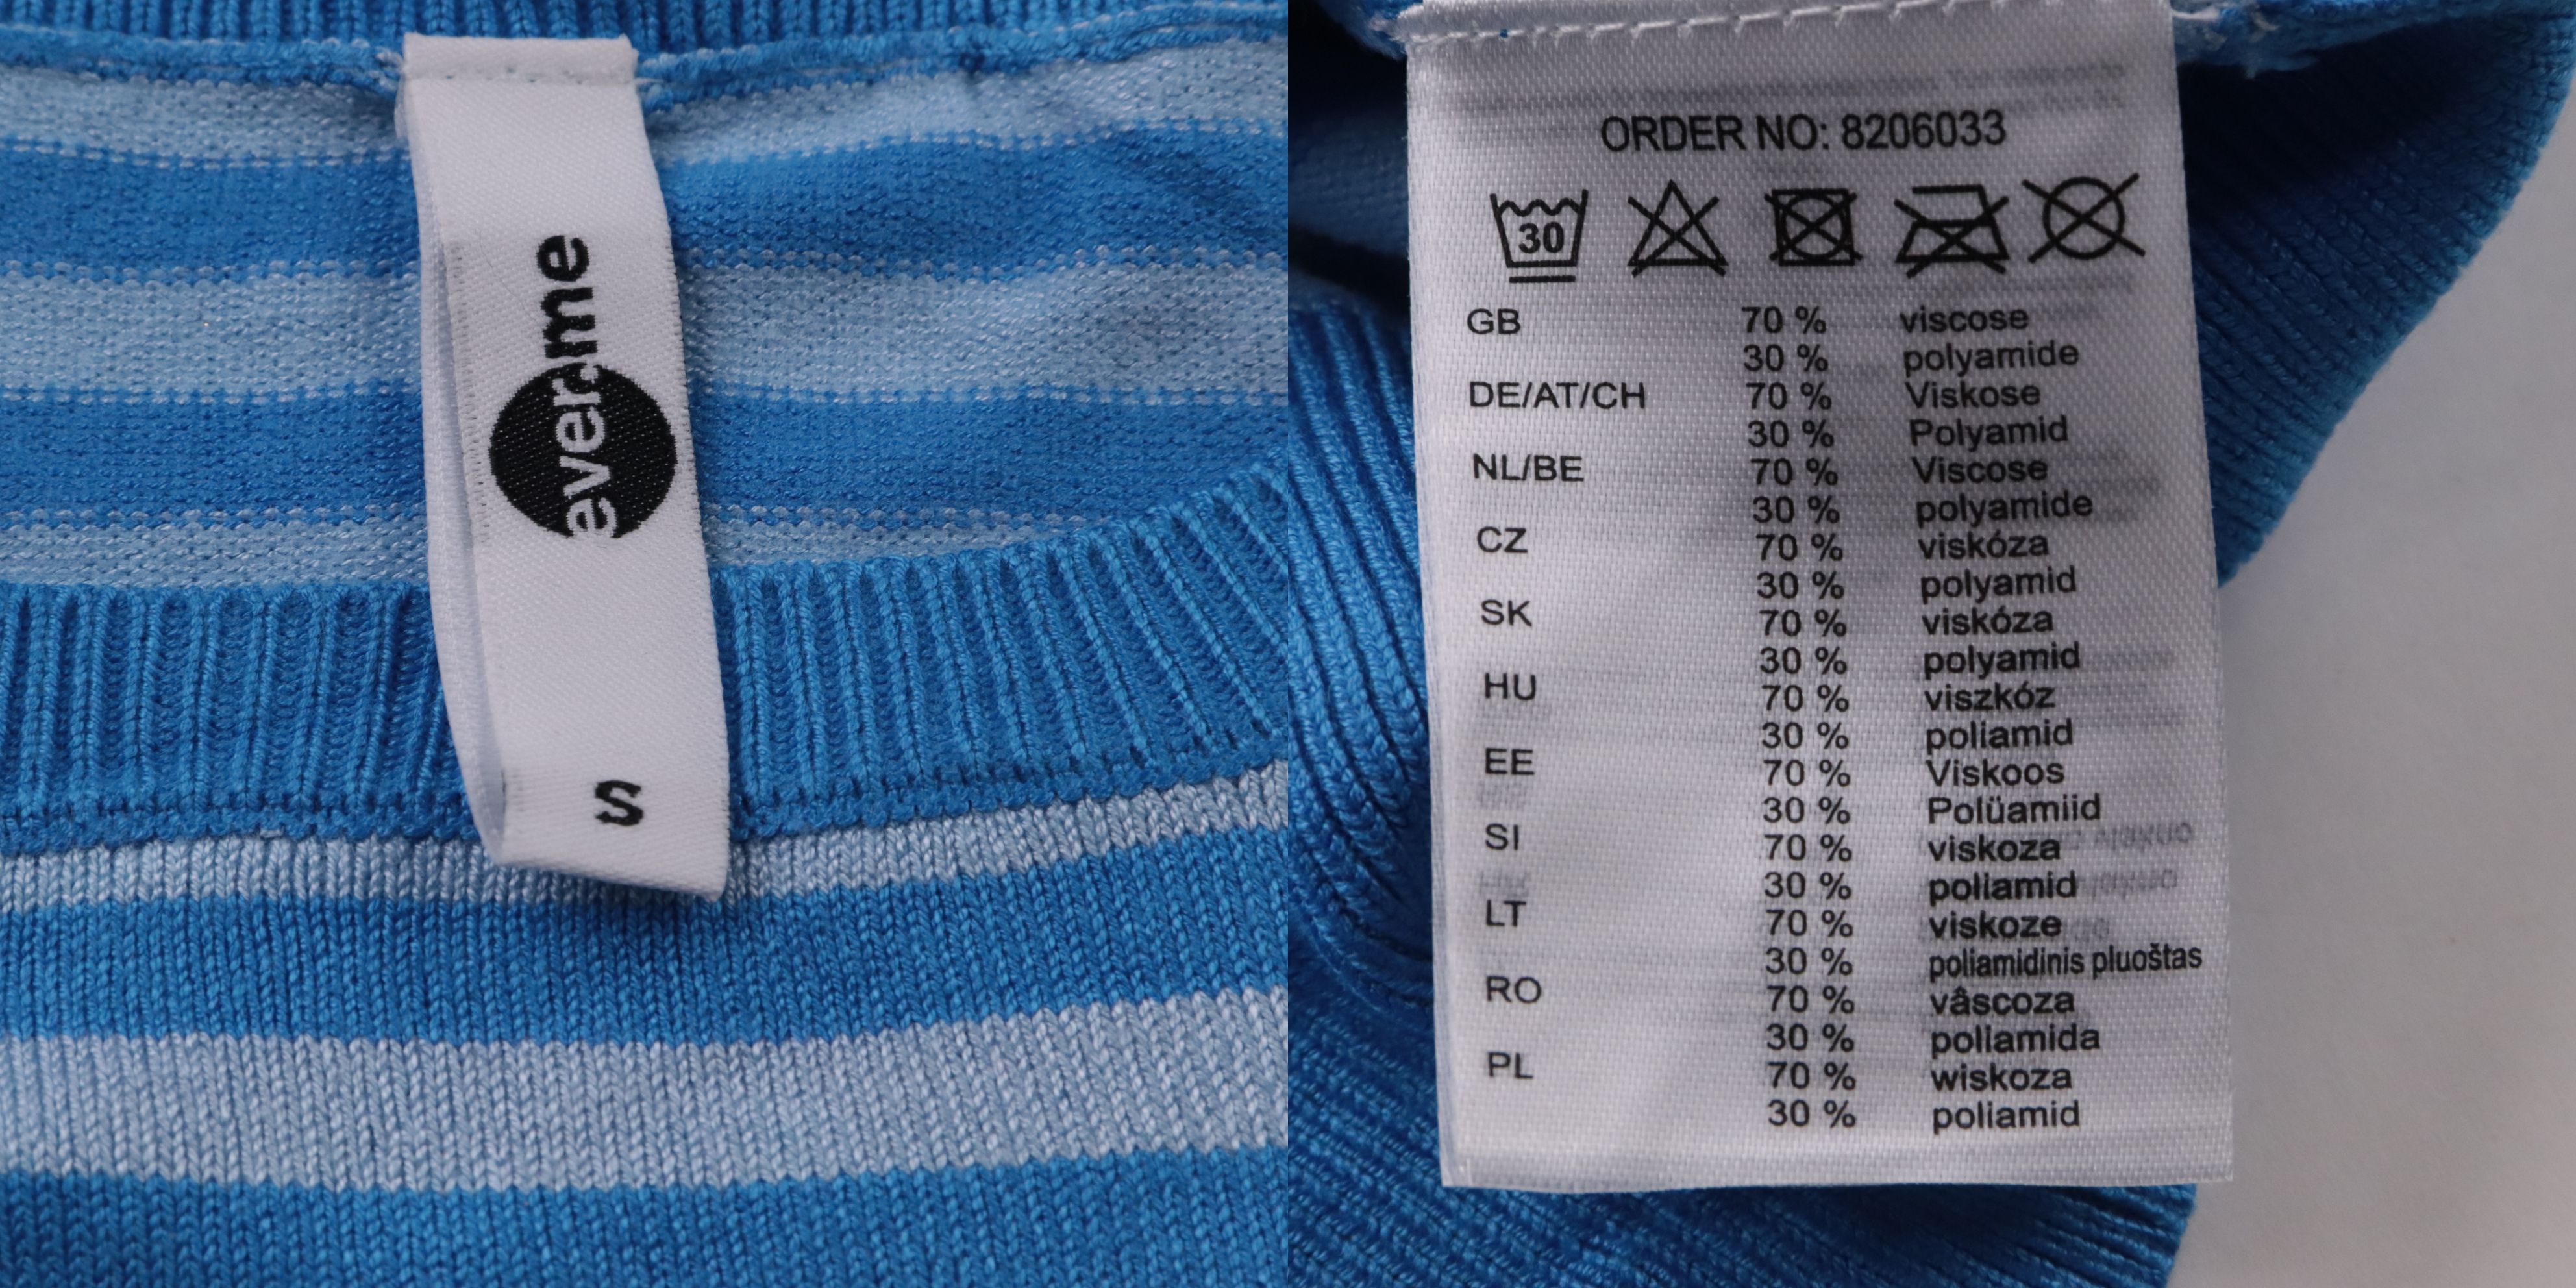 ever.me
S
ORDER NO: 8206033
30
GB 70 % viscose
30 % polyamide
DE/AT/CH 70 % Viskose
30 % Polyamid
NL/BE 70 % Viscose
30 % polyamide
CZ 70 % viskóza
30 % polyamid
SK 70 % viskóza
30 % polyamid
HU 70 % viszkóz
30 % poliamid
EE 70 % Viskoos
30 % Polüamiid
SI 70 % viskoza
30 % poliamid
LT 70 % viskoze
30 % poliamidinis pluoštas
RO 70 % vâscoza
30 % poliamida
PL 70 % wiskoza
30 % poliamid